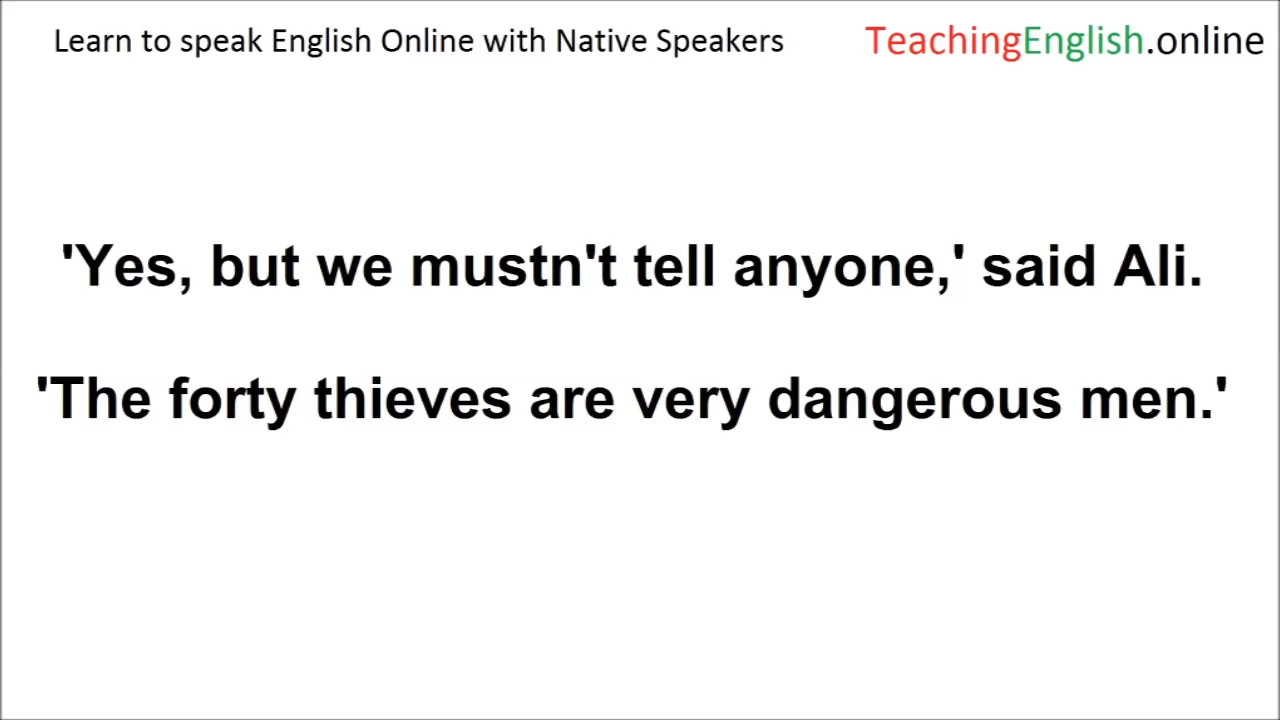 Learn to speak English Online with Native Speakers TeachingEnglish.online
'Yes, but we mustn't tell anyone,' said Ali.
'The forty thieves are very dangerous men.'